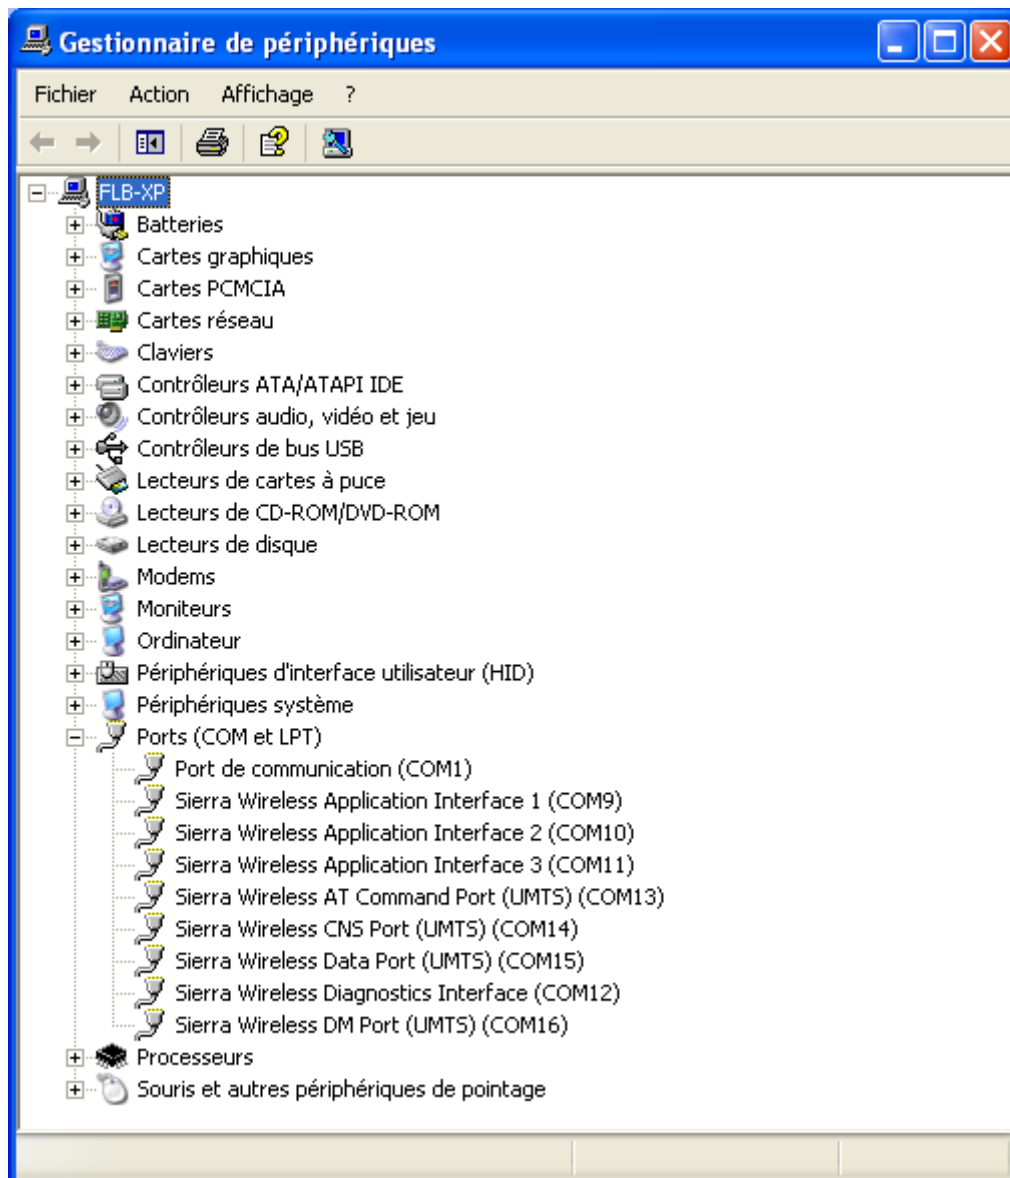 Gestionnaire de périphériques
Fichier Action Affichage ?
FLB-XP
Batteries
Cartes graphiques
Cartes PCMCIA
Cartes réseau
Claviers
Contrôleurs ATA/ATAPI IDE
Contrôleurs audio, vidéo et jeu
Contrôleurs de bus USB
Lecteurs de cartes à puce
Lecteurs de CD-ROM/DVD-ROM
Lecteurs de disque
Modems
Moniteurs
Ordinateur
Périphériques d'interface utilisateur (HID)
Périphériques système
Ports (COM et LPT)
Port de communication (COM1)
Sierra Wireless Application Interface 1 (COM9)
Sierra Wireless Application Interface 2 (COM10)
Sierra Wireless Application Interface 3 (COM11)
Sierra Wireless AT Command Port (UMTS) (COM13)
Sierra Wireless CNS Port (UMTS) (COM14)
Sierra Wireless Data Port (UMTS) (COM15)
Sierra Wireless Diagnostics Interface (COM12)
Sierra Wireless DM Port (UMTS) (COM16)
Processeurs
Souris et autres périphériques de pointage